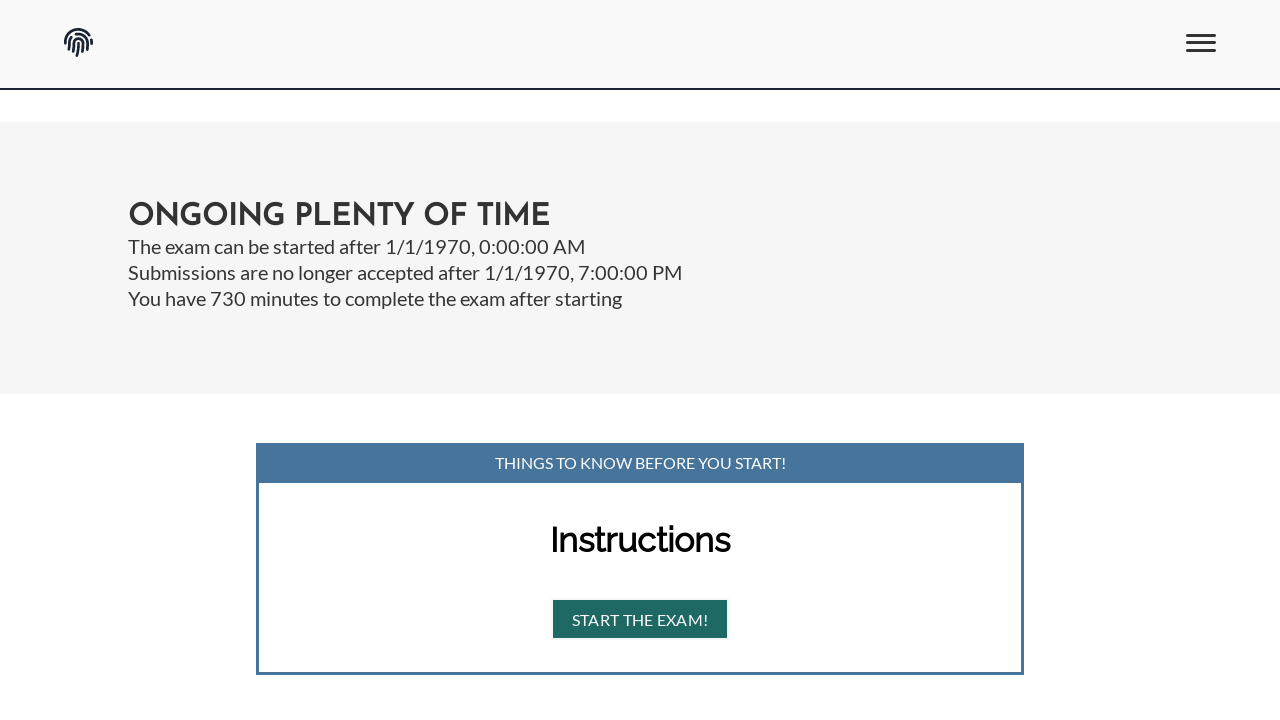 ONGOING PLENTY OF TIME
The exam can be started after 1/1/1970, 0:00:00 AM
Submissions are no longer accepted after 1/1/1970, 7:00:00 PM
You have 730 minutes to complete the exam after starting
THINGS TO KNOW BEFORE YOU START!
Instructions
START THE EXAM!